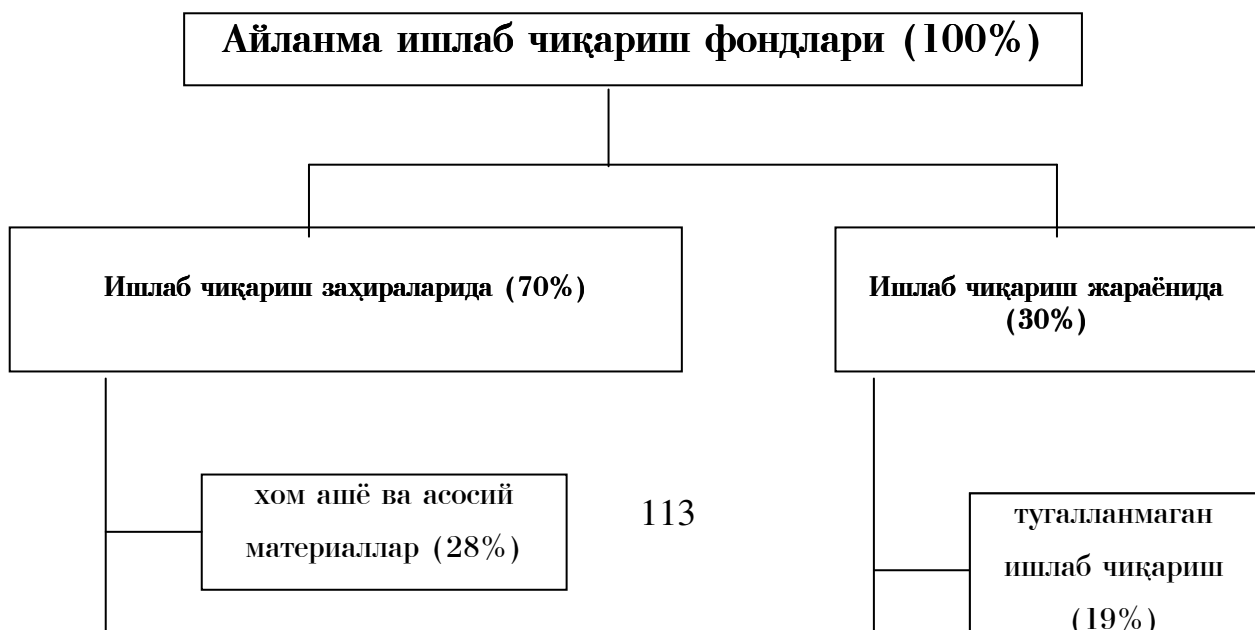 Айланма ишлаб чиқариш фондлари (100%)
Ишлаб чиқариш захираларида (70%)
Ишлаб чиқариш жараёнида
(30%)
хом ашё ва асосий
материаллар (28%)
113
тугалланмаган
ишлаб чиқариш
(19%)